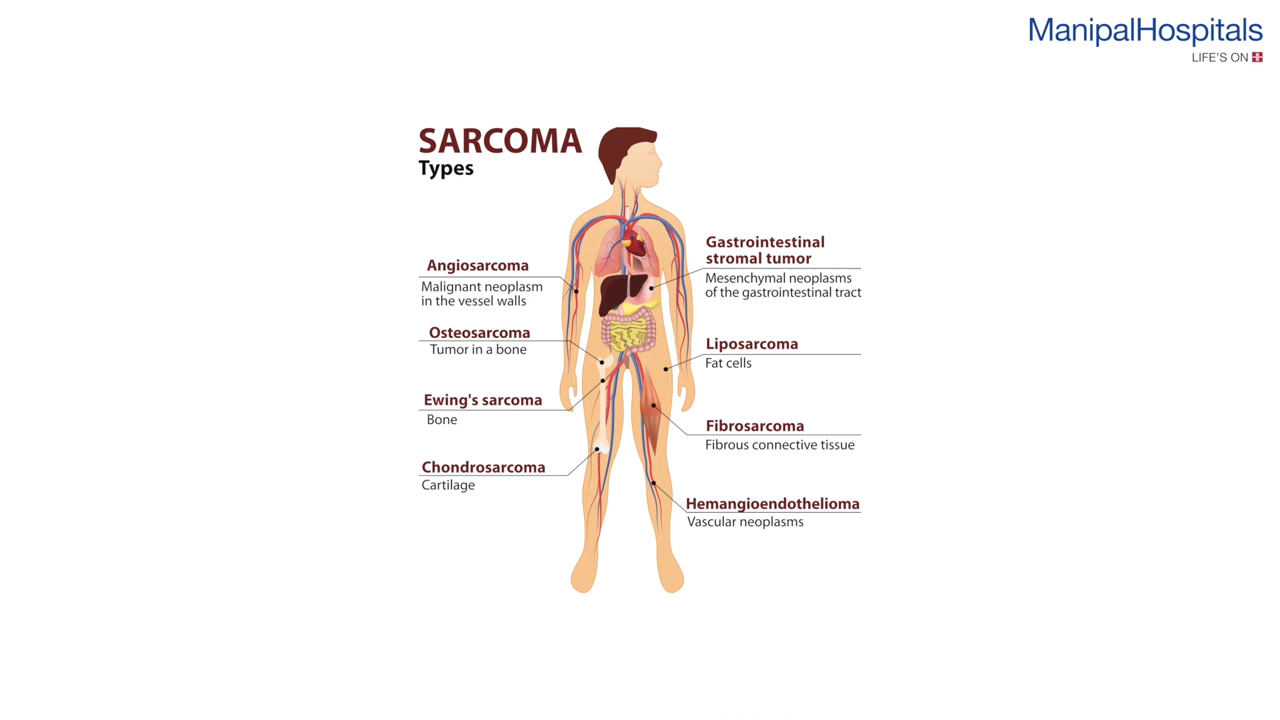 ManipalHospitals
LIFE'S ON
SARCOMA
Types
Angiosarcoma
Malignant neoplasm
in the vessel walls
Osteosarcoma
Tumor in a bone
Ewing's sarcoma
Bone
Chondrosarcoma
Cartilage
Gastrointestinal
stromal tumor
Mesenchymal neoplasms
of the gastrointestinal tract
Liposarcoma
Fat cells
Fibrosarcoma
Fibrous connective tissue
Hemangioendothelioma
Vascular neoplasms